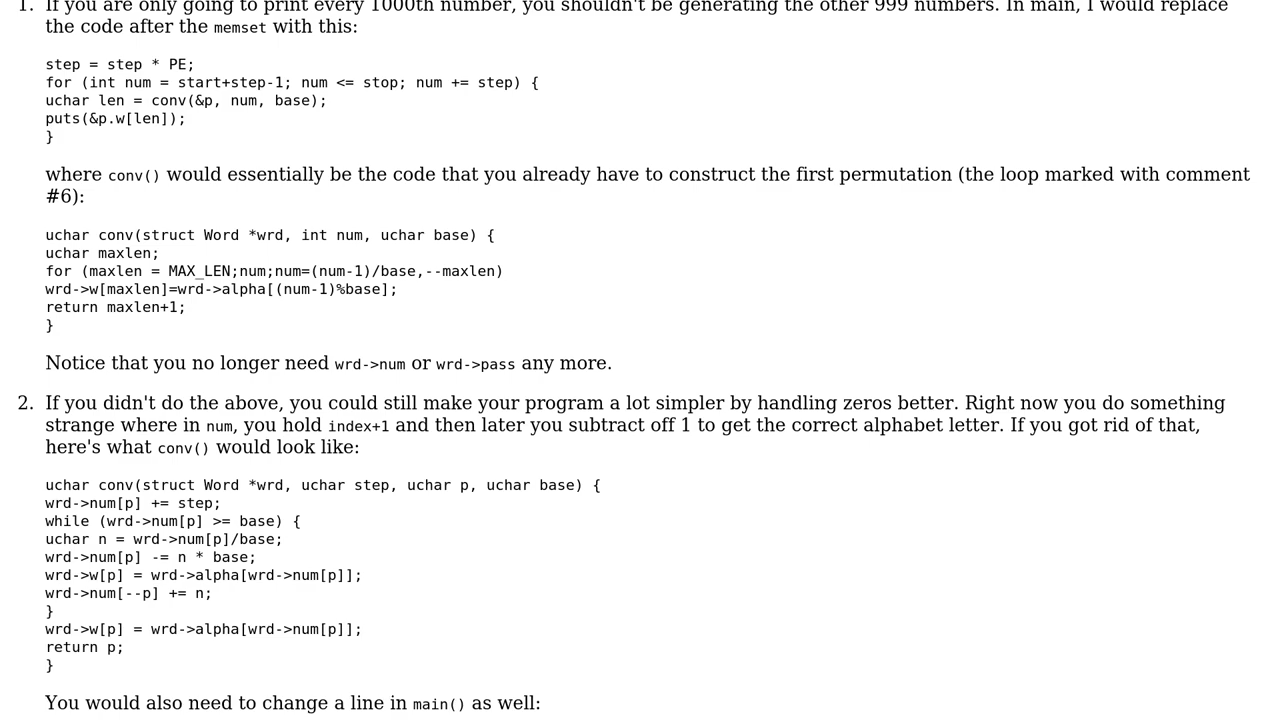 1. If you are only going to print every 1000th number, you shouldn't be generating the other 999 numbers. In main, I would replace
the code after the memset with this:
step = step * PE;
for (int num = start+step-1; num <= stop; num += step) {
uchar len = conv(&p, num, base);
puts(&p.w[len]);
}
where conv() would essentially be the code that you already have to construct the first permutation (the loop marked with comment
#6):
uchar conv(struct Word *wrd, int num, uchar base) {
uchar maxlen;
for (maxlen = MAX_LEN;num;num=(num-1)/base,--maxlen)
wrd->w[maxlen]=wrd->alpha[(num-1)%base];
return maxlen+1;
}
Notice that you no longer need wrd->num or wrd->pass any more.
2. If you didn't do the above, you could still make your program a lot simpler by handling zeros better. Right now you do something
strange where in num, you hold index+1 and then later you subtract off 1 to get the correct alphabet letter. If you got rid of that,
here's what conv() would look like:
uchar conv(struct Word *wrd, uchar step, uchar p, uchar base) {
wrd->num[p] += step;
while (wrd->num[p] >= base) {
uchar n = wrd->num[p]/base;
wrd->num[p] -= n * base;
wrd->w[p] = wrd->alpha[wrd->num[p]];
wrd->num[--p] += n;
}
wrd->w[p] = wrd->alpha[wrd->num[p]];
return p;
}
You would also need to change a line in main() as well: